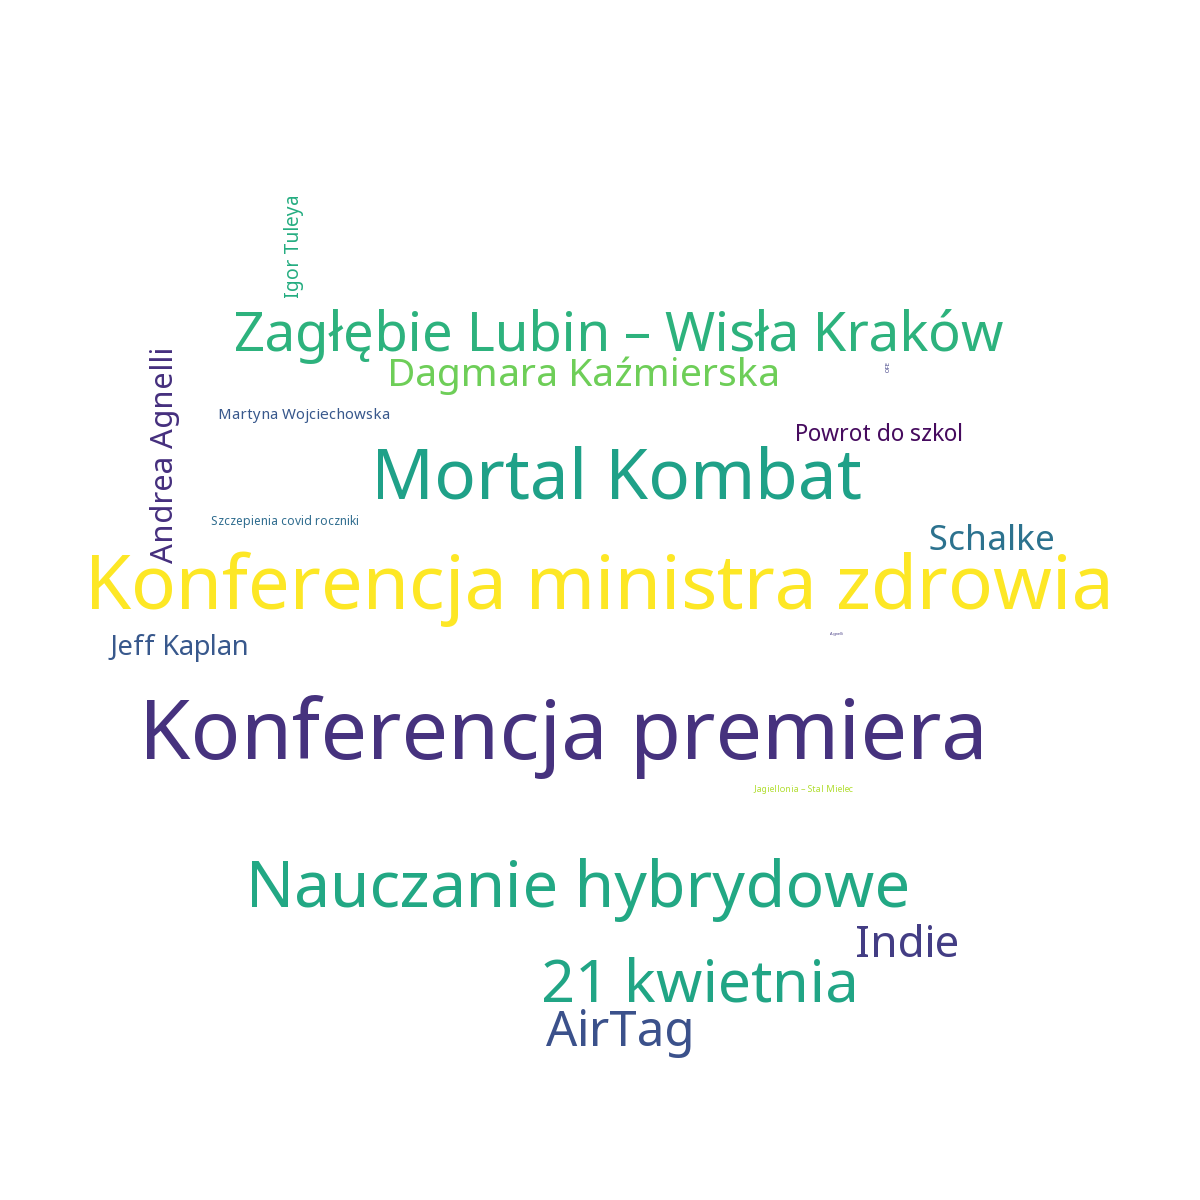 Igor Tuleya
Zagłębie Lubin – Wisła Kraków
Andrea Agnelli
Dagmara Kaźmierska
Martyna Wojciechowska
Powrot do szkol
Mortal Kombat
Szczepienia covid roczniki
Schalke
Konferencja ministra zdrowia
Jeff Kaplan
Konferencja premiera
Jagiellonia – Stal Mielec
Nauczanie hybrydowe
Indie
21 kwietnia
AirTag